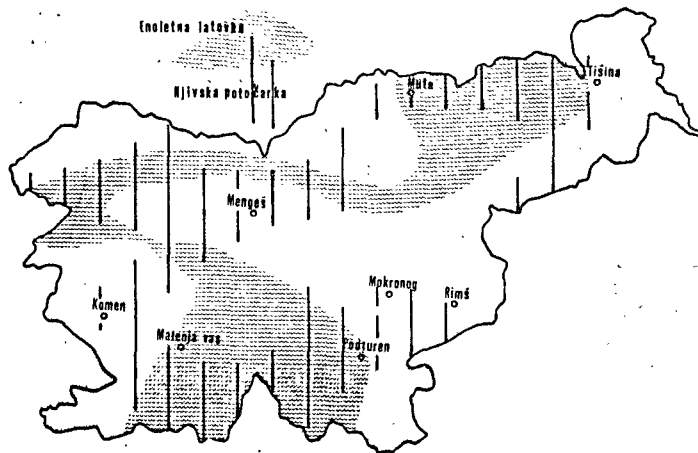 Enoletna latovka
Njivska potočarka
Muta
Tišina
Mengeš
Komen
Mokronog
Rimš
Matenja vas
Podturen